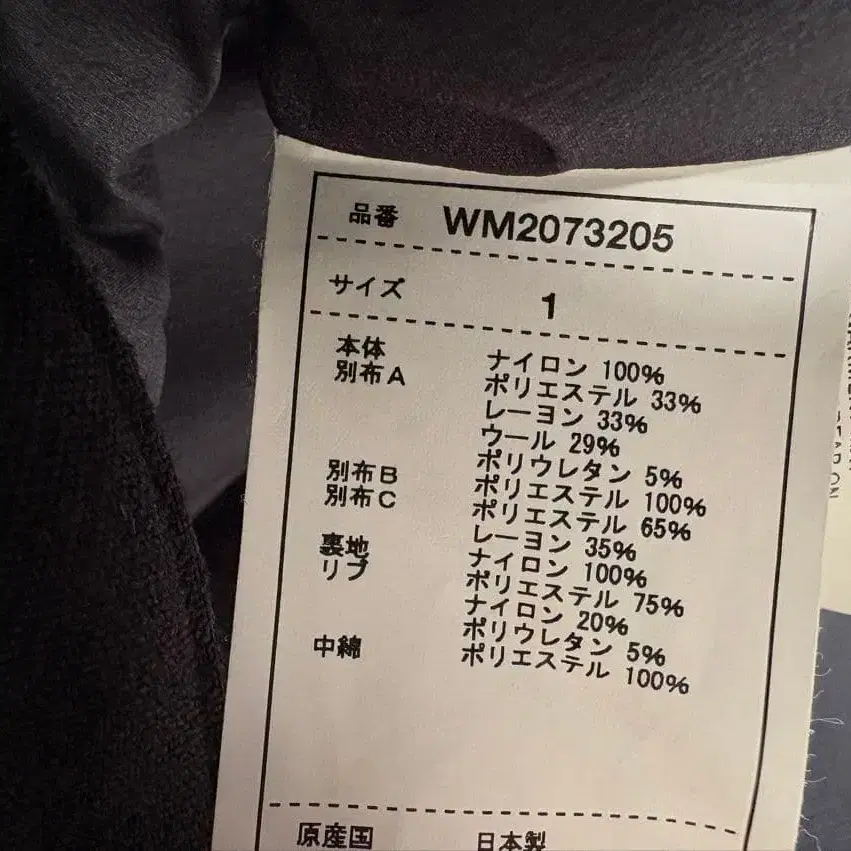 品番 WM2073205
サイズ 1
本体 ナイロン 100%
別布A ポリエステル 33%
レーヨン 33%
ウール 29%
ポリウレタン 5%
別布B ポリエステル 100%
別布C ポリエステル 65%
レーヨン 35%
裏地 ナイロン 100%
リブ ポリエステル 75%
ナイロン 20%
ポリウレタン 5%
中綿 ポリエステル 100%
原産国 日本製